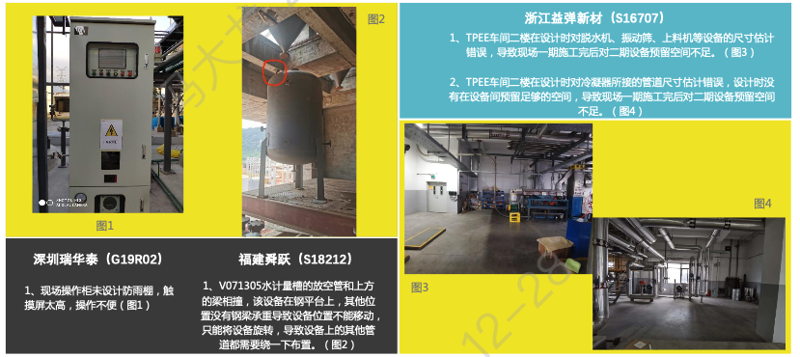 图2
图1
深圳瑞华泰（G19R02）
1、现场操作柜未设计防雨棚，触
摸屏太高，操作不便（图1）
福建舜跃（S18212）
1、V071305水计量槽的放空管和上方
的梁相撞，该设备在钢平台上，其他位
置没有钢梁承重导致设备位置不能移动，
只能将设备旋转，导致设备上的其他管
道都需要绕一下布置。（图2）
浙江益弹新材（S16707）
1、TPEE车间二楼在设计时对脱水机、振动筛、上料机等设备的尺寸估计
错误，导致现场一期施工完后对二期设备预留空间不足。（图3）
2、TPEE车间二楼在设计时对冷凝器所接的管道尺寸估计错误，设计时没
有在设备间预留足够的空间，导致现场一期施工完后对二期设备预留空间
不足。（图4）
图4
图3
12-28